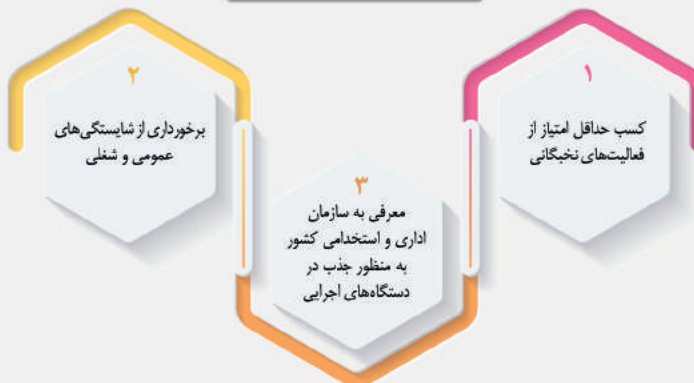 ۱
کسب حداقل امتیاز از
فعالیت‌های نخبگانی
۲
برخورداری از شایستگی‌های
عمومی و شغلی
۳
معرفی به سازمان
اداری و استخدامی کشور
به منظور جذب در
دستگاه‌های اجرایی